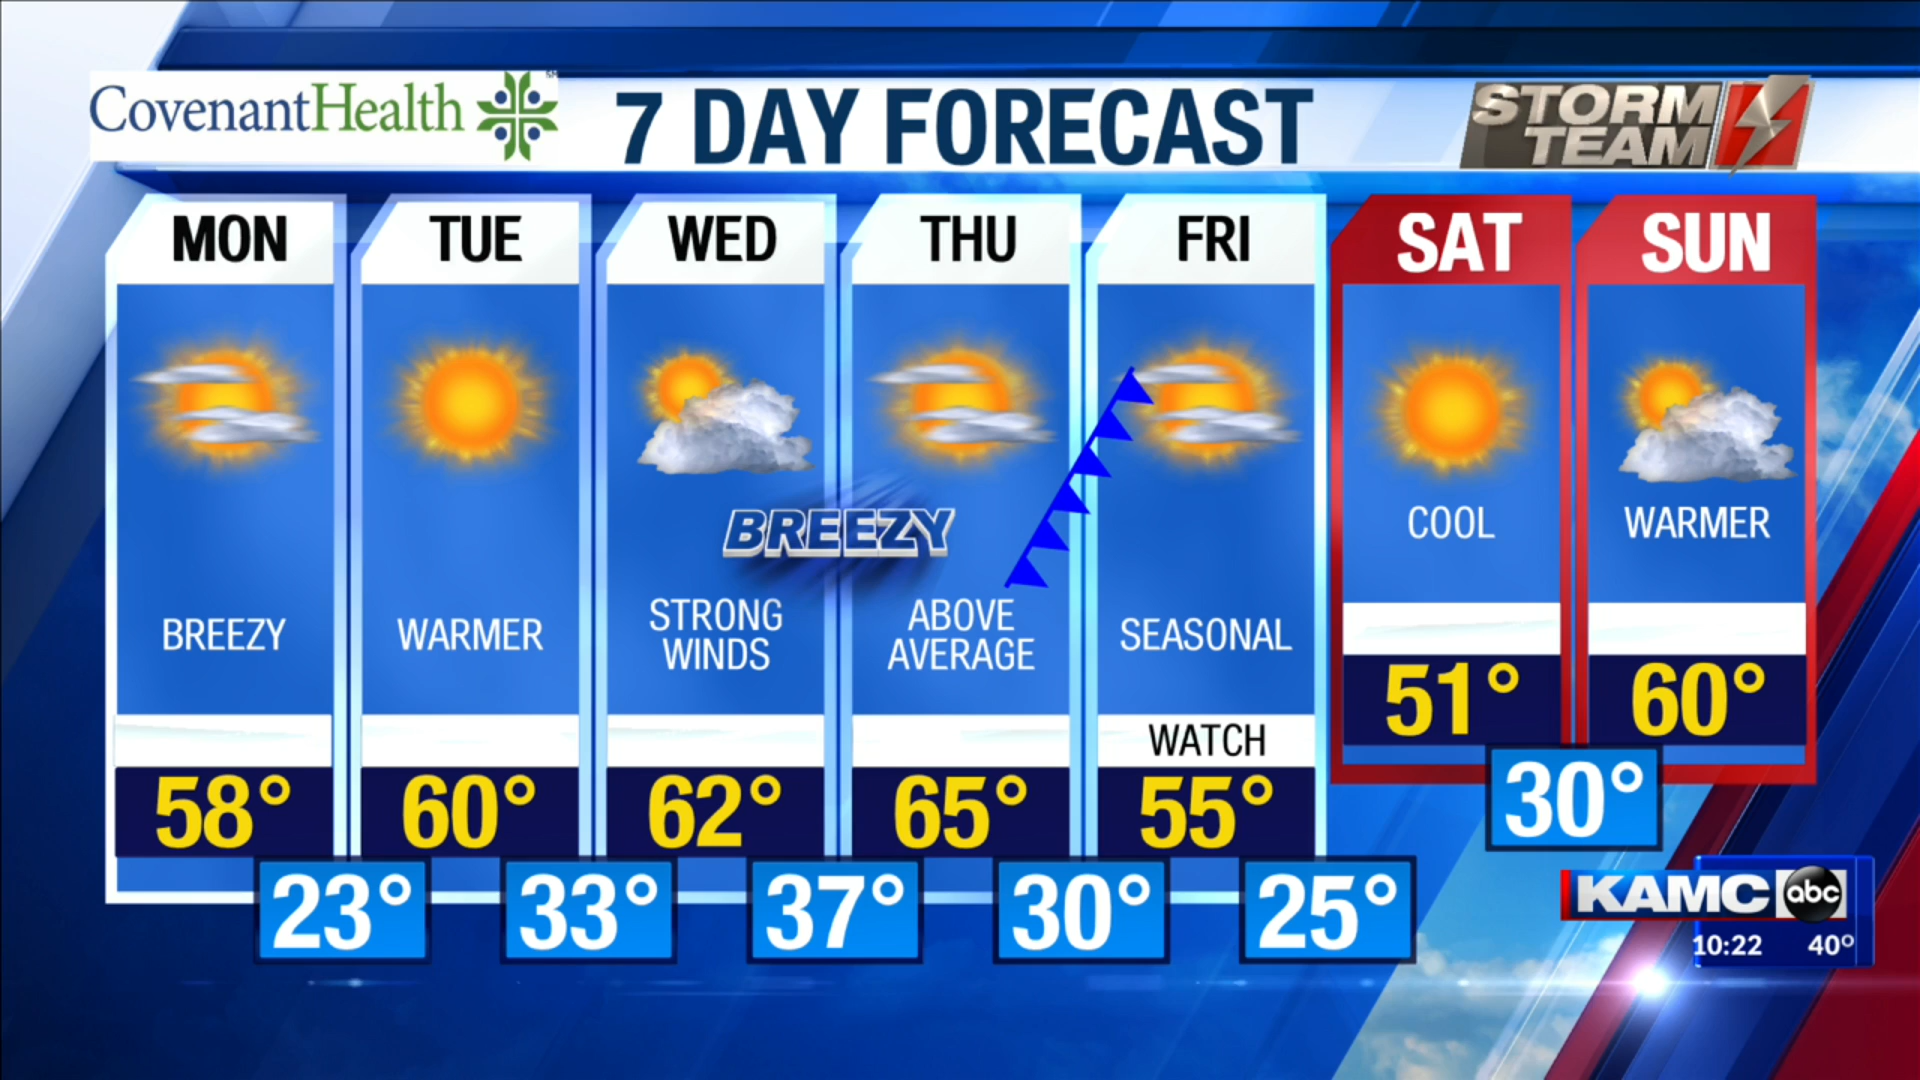 CovenantHealth SM
7 DAY FORECAST
STORM
TEAM
MON
TUE
WED
THU
FRI
SAT
SUN
BREEZY
WARMER
STRONG
WINDS
BREEZY
ABOVE
AVERAGE
SEASONAL
COOL
WARMER
WATCH
58°
60°
62°
65°
55°
51°
60°
23°
33°
37°
30°
25°
30°
KAMC abc
10:22 40°